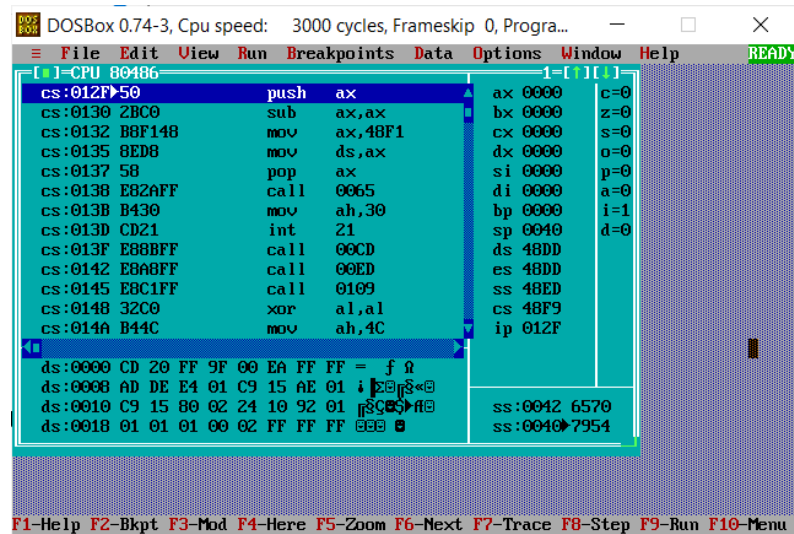 DOSBox 0.74-3, Cpu speed: 3000 cycles, Frameskip 0, Progra...
≡ File Edit View Run Breakpoints Data Options Window Help READY
[■]=CPU 80486 1=[↑][↓]
cs:012F►50 push ax ax 0000 c=0
cs:0130 2BC0 sub ax,ax bx 0000 z=0
cs:0132 B8F148 mov ax,48F1 cx 0000 s=0
cs:0135 8ED8 mov ds,ax dx 0000 o=0
cs:0137 58 pop ax si 0000 p=0
cs:0138 E82AFF call 0065 di 0000 a=0
cs:013B B430 mov ah,30 bp 0000 i=1
cs:013D CD21 int 21 sp 0040 d=0
cs:013F E88BFF call 00CD ds 48DD
cs:0142 E8A8FF call 00ED es 48DD
cs:0145 E8C1FF call 0109 ss 48ED
cs:0148 32C0 xor al,al cs 48F9
cs:014A B44C mov ah,4C ip 012F
ds:0000 CD 20 FF 9F 00 EA FF FF = ƒ Ω
ds:0008 AD DE E4 01 C9 15 AE 01
ds:0010 C9 15 80 02 24 10 92 01 ss:0042 6570
ds:0018 01 01 01 00 02 FF FF FF ss:0040►7954
F1-Help F2-Bkpt F3-Mod F4-Here F5-Zoom F6-Next F7-Trace F8-Step F9-Run F10-Menu